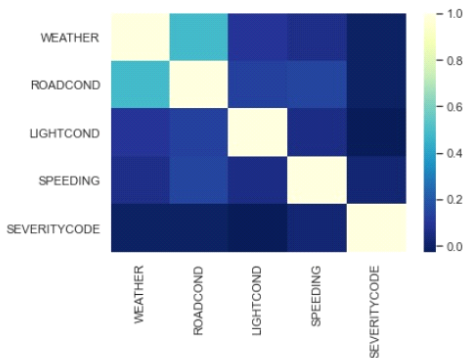 WEATHER
ROADCOND
LIGHTCOND
SPEEDING
SEVERITYCODE
WEATHER
ROADCOND
LIGHTCOND
SPEEDING
SEVERITYCODE
1.0
0.8
0.6
0.4
0.2
0.0